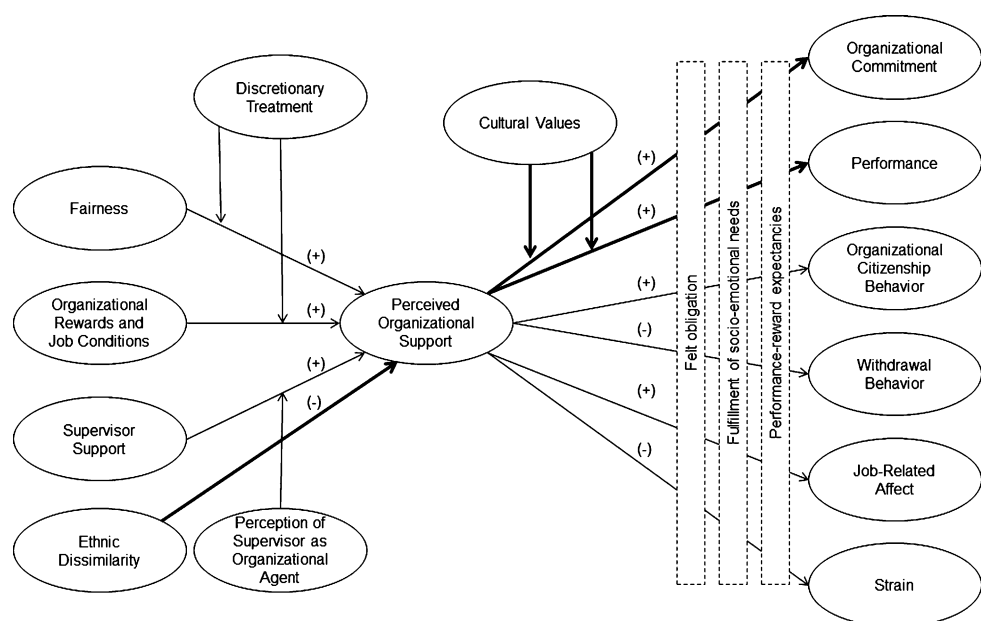 Organizational
Commitment
Discretionary
Treatment
Cultural Values
(+)
Performance
Fairness
(+)
(+)
Organizational
Citizenship
Behavior
(+)
Organizational
Rewards and
Job Conditions
(+)
Perceived
Organizational
Support
(-)
Felt obligation
Fulfillment of socio-emotional needs
Performance-reward expectancies
Withdrawal
Behavior
(+)
(-)
(+)
Supervisor
Support
(-)
Job-Related
Affect
Ethnic
Dissimilarity
Perception of
Supervisor as
Organizational
Agent
Strain